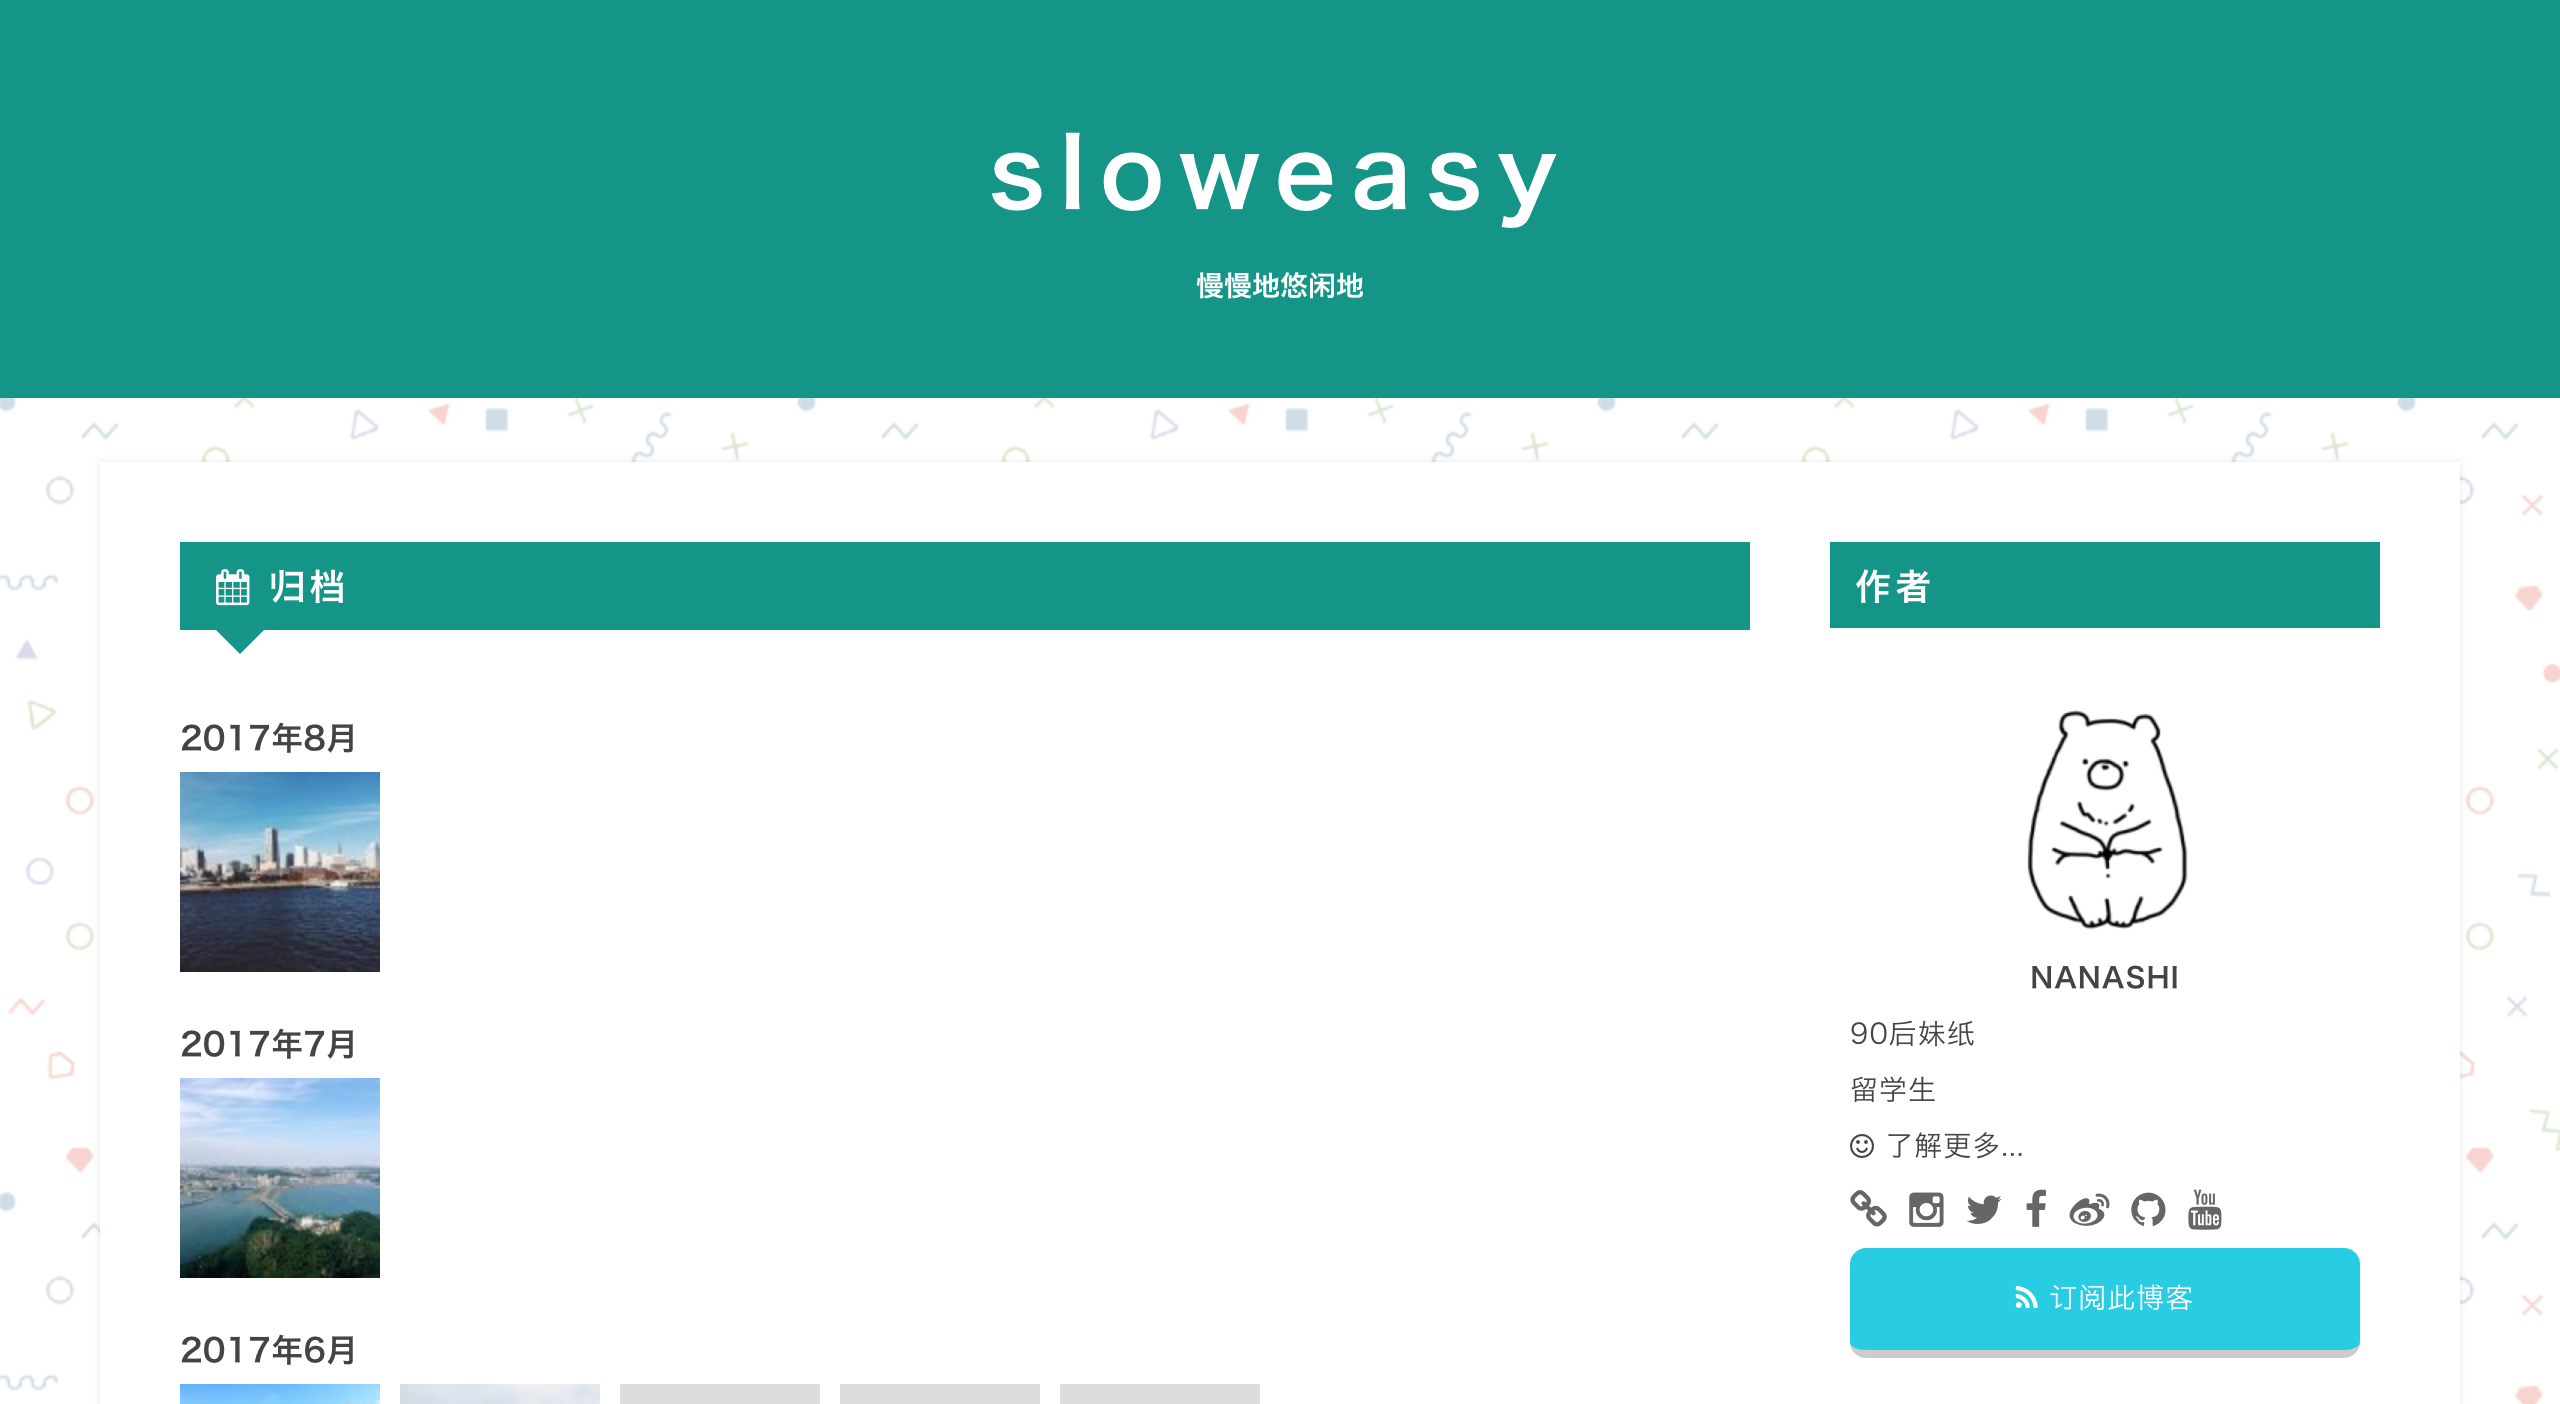 sloweasy
慢慢地悠闲地
归档
2017年8月
2017年7月
2017年6月
作者
NANASHI
90后妹纸
留学生
了解更多...
You
Tube
订阅此博客